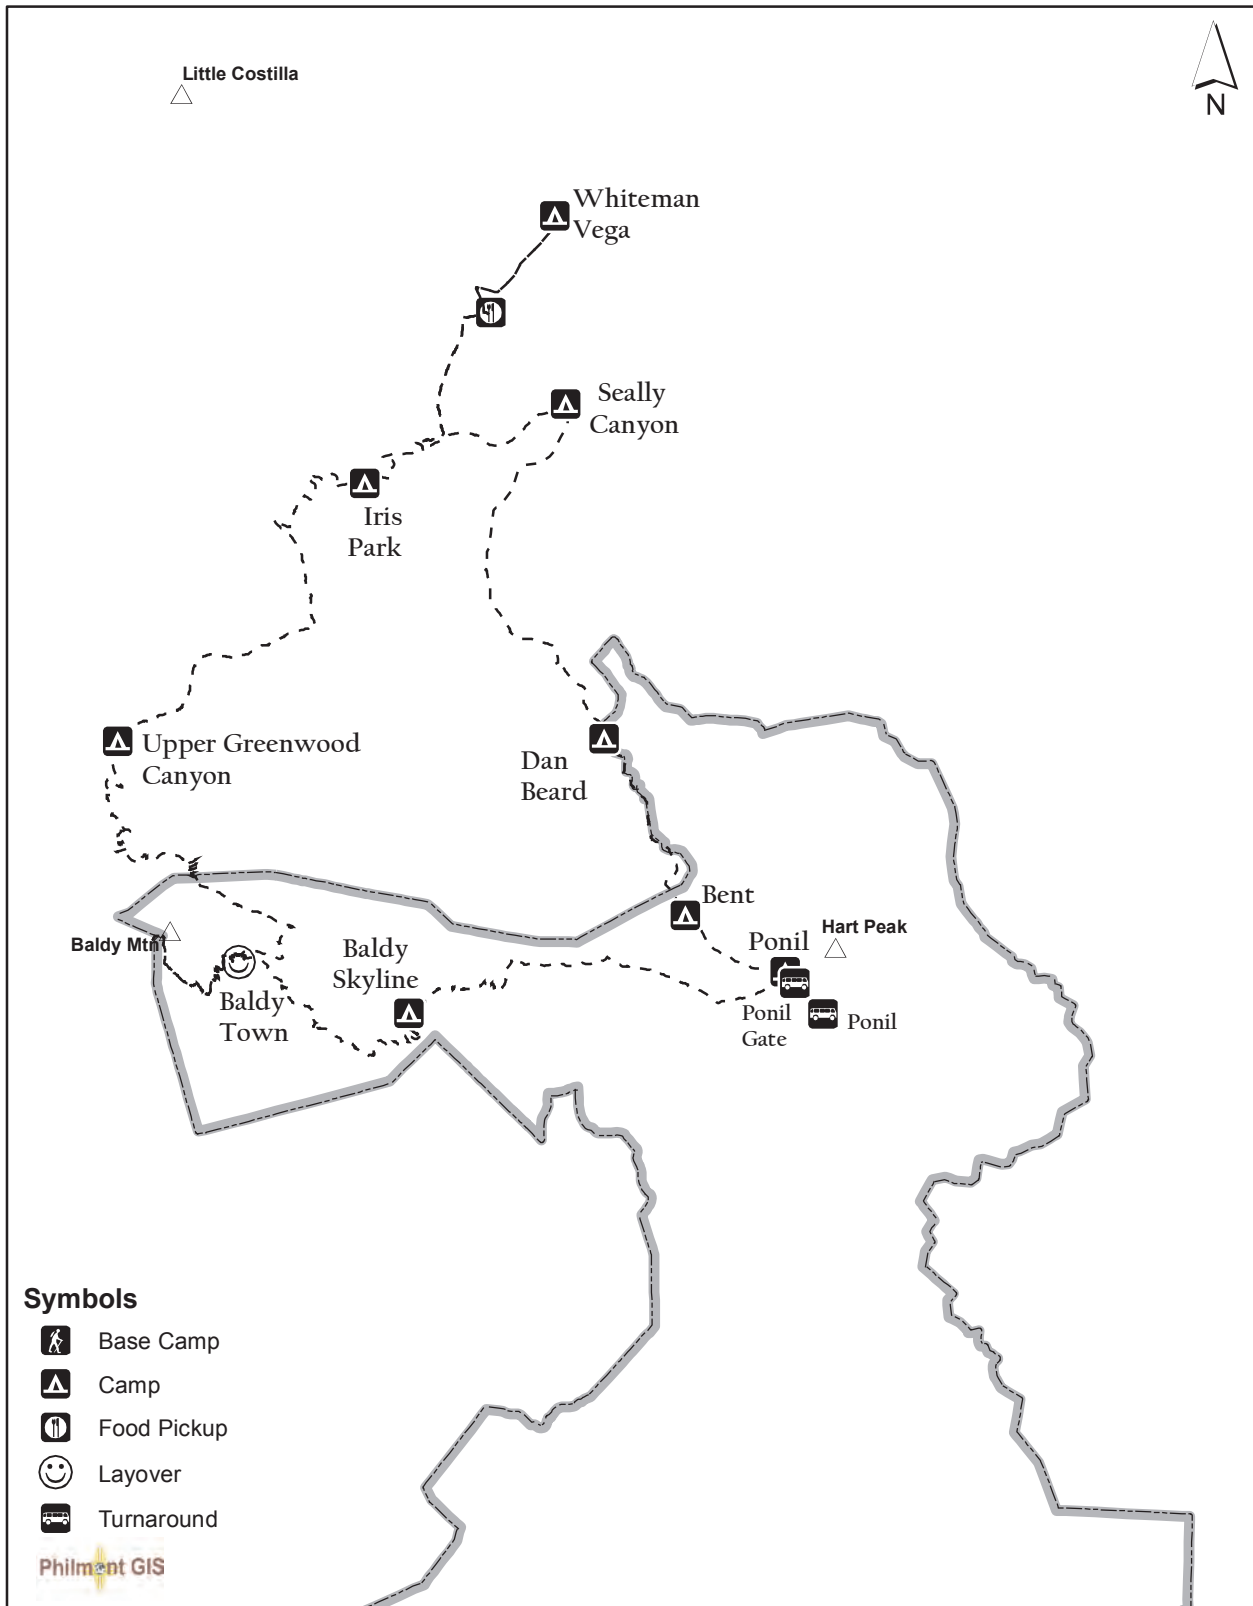 Little Costilla
N
Whiteman
Vega
Seally
Canyon
Iris
Park
Upper Greenwood
Canyon
Dan
Beard
Bent
Hart Peak
Baldy Mtn
Baldy
Skyline
Ponil
Baldy
Town
Ponil
Gate
Ponil
Symbols
Base Camp
Camp
Food Pickup
Layover
Turnaround
Philmont GIS